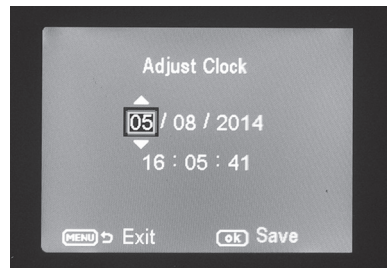 Adjust Clock
05 / 08 / 2014
16 : 05 : 41
MENU Exit
ok Save